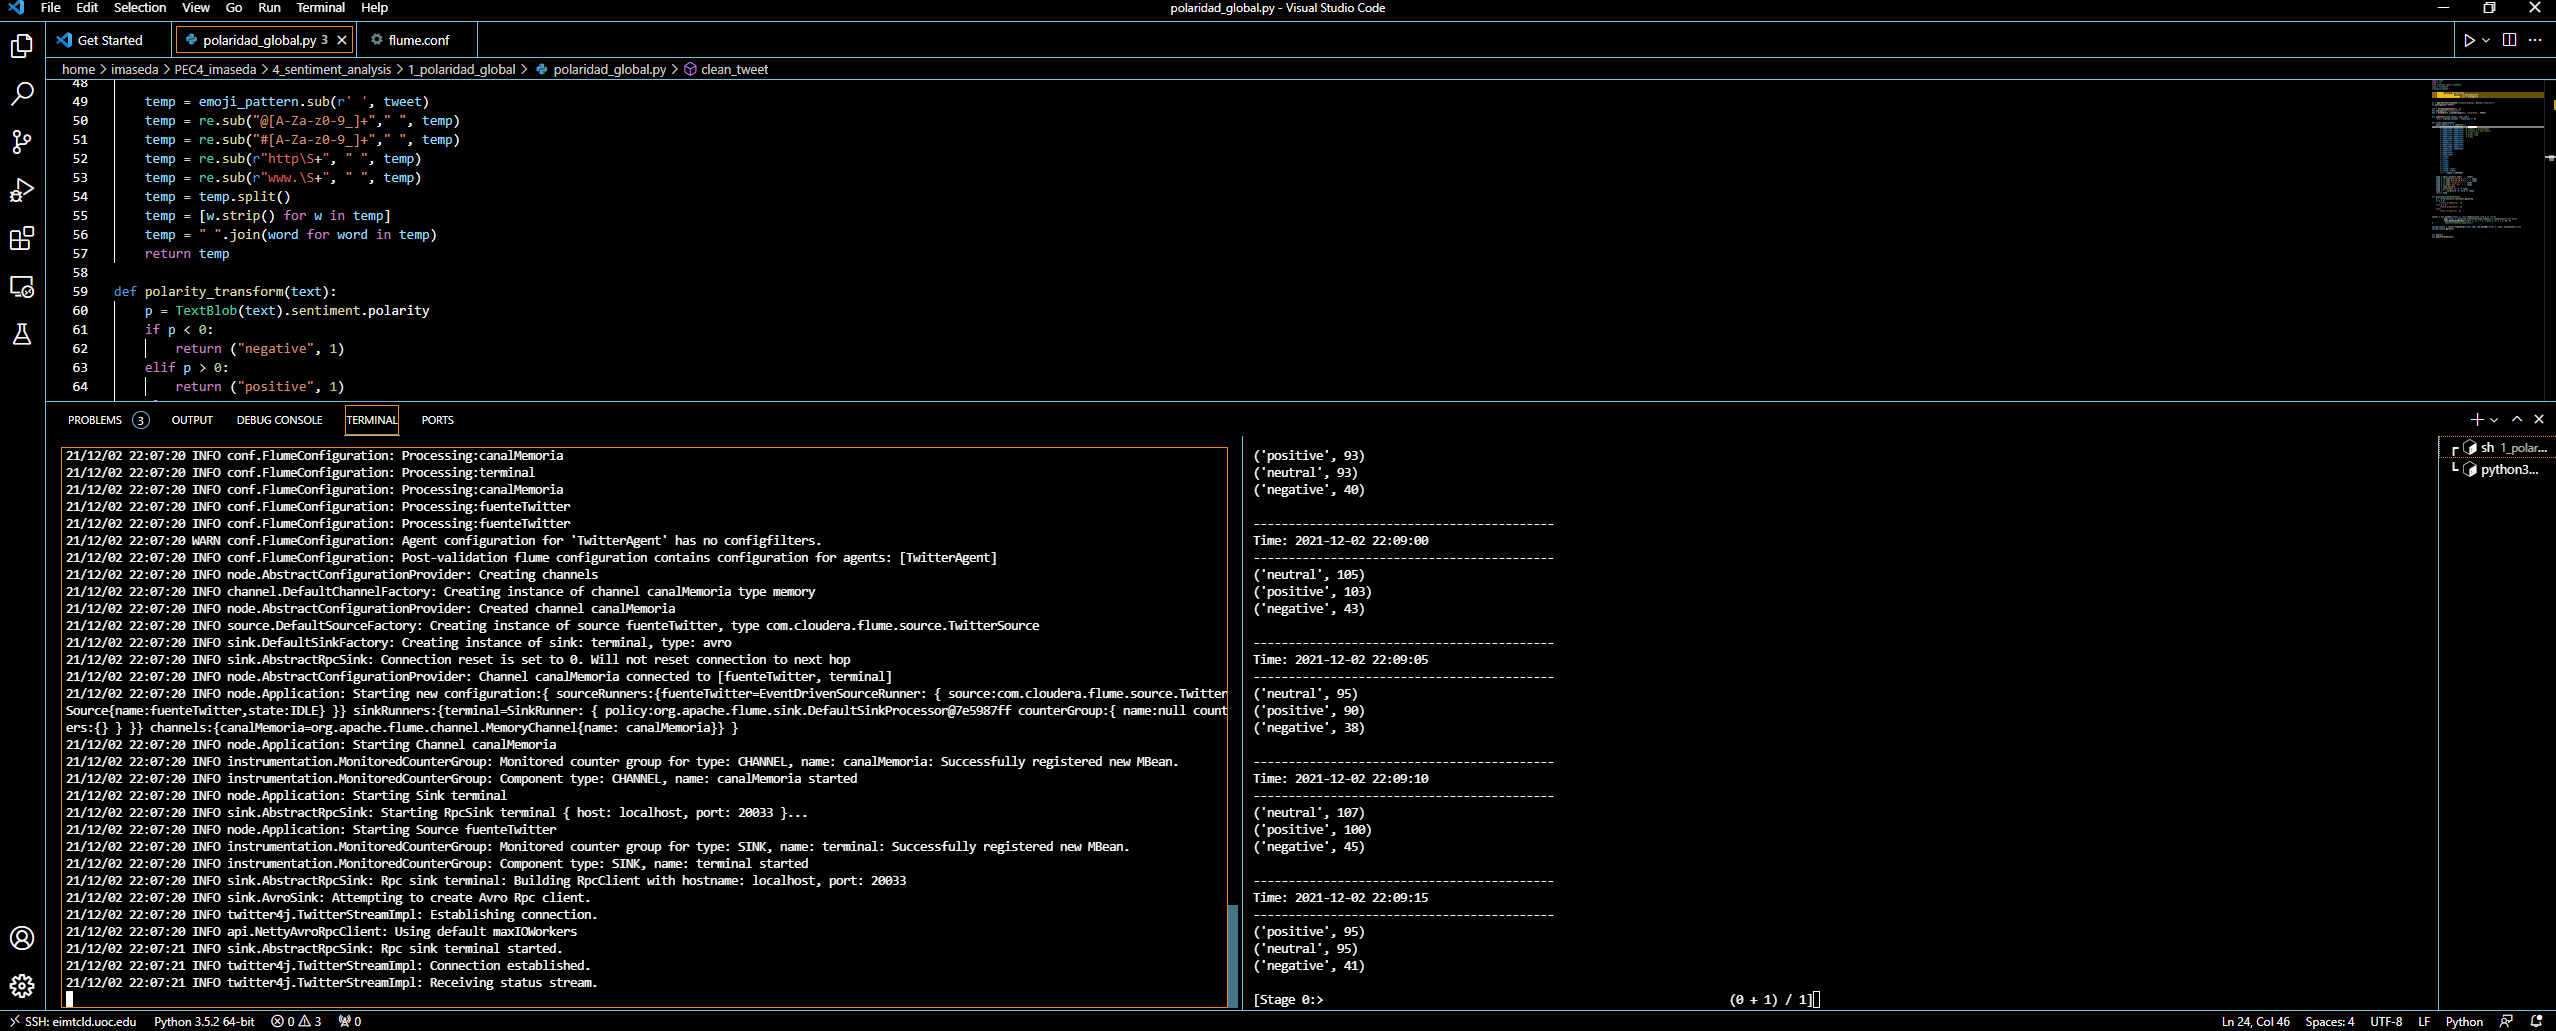 File Edit Selection View Go Run Terminal Help
polaridad_global.py - Visual Studio Code
Get Started
polaridad_global.py 3
flume.conf
home > imaseda > PEC4_imaseda > 4_sentiment_analysis > 1_polaridad_global > polaridad_global.py > clean_tweet
48
49 temp = emoji_pattern.sub(r' ', tweet)
50 temp = re.sub("@[A-Za-z0-9_]+"," ", temp)
51 temp = re.sub("#[A-Za-z0-9_]+"," ", temp)
52 temp = re.sub(r"http\S+", " ", temp)
53 temp = re.sub(r"www.\S+", " ", temp)
54 temp = temp.split()
55 temp = [w.strip() for w in temp]
56 temp = " ".join(word for word in temp)
57 return temp
58
59 def polarity_transform(text):
60 p = TextBlob(text).sentiment.polarity
61 if p < 0:
62 return ("negative", 1)
63 elif p > 0:
64 return ("positive", 1)
PROBLEMS 3 OUTPUT DEBUG CONSOLE TERMINAL PORTS
21/12/02 22:07:20 INFO conf.FlumeConfiguration: Processing:canalMemoria
21/12/02 22:07:20 INFO conf.FlumeConfiguration: Processing:terminal
21/12/02 22:07:20 INFO conf.FlumeConfiguration: Processing:canalMemoria
21/12/02 22:07:20 INFO conf.FlumeConfiguration: Processing:fuenteTwitter
21/12/02 22:07:20 INFO conf.FlumeConfiguration: Processing:fuenteTwitter
21/12/02 22:07:20 WARN conf.FlumeConfiguration: Agent configuration for 'TwitterAgent' has no configfilters.
21/12/02 22:07:20 INFO conf.FlumeConfiguration: Post-validation flume configuration contains configuration for agents: [TwitterAgent]
21/12/02 22:07:20 INFO node.AbstractConfigurationProvider: Creating channels
21/12/02 22:07:20 INFO channel.DefaultChannelFactory: Creating instance of channel canalMemoria type memory
21/12/02 22:07:20 INFO node.AbstractConfigurationProvider: Created channel canalMemoria
21/12/02 22:07:20 INFO source.DefaultSourceFactory: Creating instance of source fuenteTwitter, type com.cloudera.flume.source.TwitterSource
21/12/02 22:07:20 INFO sink.DefaultSinkFactory: Creating instance of sink: terminal, type: avro
21/12/02 22:07:20 INFO sink.AbstractRpcSink: Connection reset is set to 0. Will not reset connection to next hop
21/12/02 22:07:20 INFO node.AbstractConfigurationProvider: Channel canalMemoria connected to [fuenteTwitter, terminal]
21/12/02 22:07:20 INFO node.Application: Starting new configuration:{ sourceRunners:{fuenteTwitter=EventDrivenSourceRunner: { source:com.cloudera.flume.source.Twitter
Source{name:fuenteTwitter,state:IDLE} }} sinkRunners:{terminal=SinkRunner: { policy:org.apache.flume.sink.DefaultSinkProcessor@7e5987ff counterGroup:{ name:null count
ers:{} } }} channels:{canalMemoria=org.apache.flume.channel.MemoryChannel{name: canalMemoria}} }
21/12/02 22:07:20 INFO node.Application: Starting Channel canalMemoria
21/12/02 22:07:20 INFO instrumentation.MonitoredCounterGroup: Monitored counter group for type: CHANNEL, name: canalMemoria: Successfully registered new MBean.
21/12/02 22:07:20 INFO instrumentation.MonitoredCounterGroup: Component type: CHANNEL, name: canalMemoria started
21/12/02 22:07:20 INFO node.Application: Starting Sink terminal
21/12/02 22:07:20 INFO sink.AbstractRpcSink: Starting RpcSink terminal { host: localhost, port: 20033 }...
21/12/02 22:07:20 INFO node.Application: Starting Source fuenteTwitter
21/12/02 22:07:20 INFO instrumentation.MonitoredCounterGroup: Monitored counter group for type: SINK, name: terminal: Successfully registered new MBean.
21/12/02 22:07:20 INFO instrumentation.MonitoredCounterGroup: Component type: SINK, name: terminal started
21/12/02 22:07:20 INFO sink.AbstractRpcSink: Rpc sink terminal: Building RpcClient with hostname: localhost, port: 20033
21/12/02 22:07:20 INFO sink.AvroSink: Attempting to create Avro Rpc client.
21/12/02 22:07:20 INFO twitter4j.TwitterStreamImpl: Establishing connection.
21/12/02 22:07:20 INFO api.NettyAvroRpcClient: Using default maxIOWorkers
21/12/02 22:07:21 INFO sink.AbstractRpcSink: Rpc sink terminal started.
21/12/02 22:07:21 INFO twitter4j.TwitterStreamImpl: Connection established.
21/12/02 22:07:21 INFO twitter4j.TwitterStreamImpl: Receiving status stream.
('positive', 93)
('neutral', 93)
('negative', 40)
-------------------------------------------
Time: 2021-12-02 22:09:00
-------------------------------------------
('neutral', 105)
('positive', 103)
('negative', 43)
-------------------------------------------
Time: 2021-12-02 22:09:05
-------------------------------------------
('neutral', 95)
('positive', 90)
('negative', 38)
-------------------------------------------
Time: 2021-12-02 22:09:10
-------------------------------------------
('neutral', 107)
('positive', 100)
('negative', 45)
-------------------------------------------
Time: 2021-12-02 22:09:15
-------------------------------------------
('positive', 95)
('neutral', 95)
('negative', 41)
[Stage 0:> (0 + 1) / 1]
sh 1_polar...
python3...
SSH: eimtcld.uoc.edu Python 3.5.2 64-bit 0 3 0
Ln 24, Col 46 Spaces: 4 UTF-8 LF Python